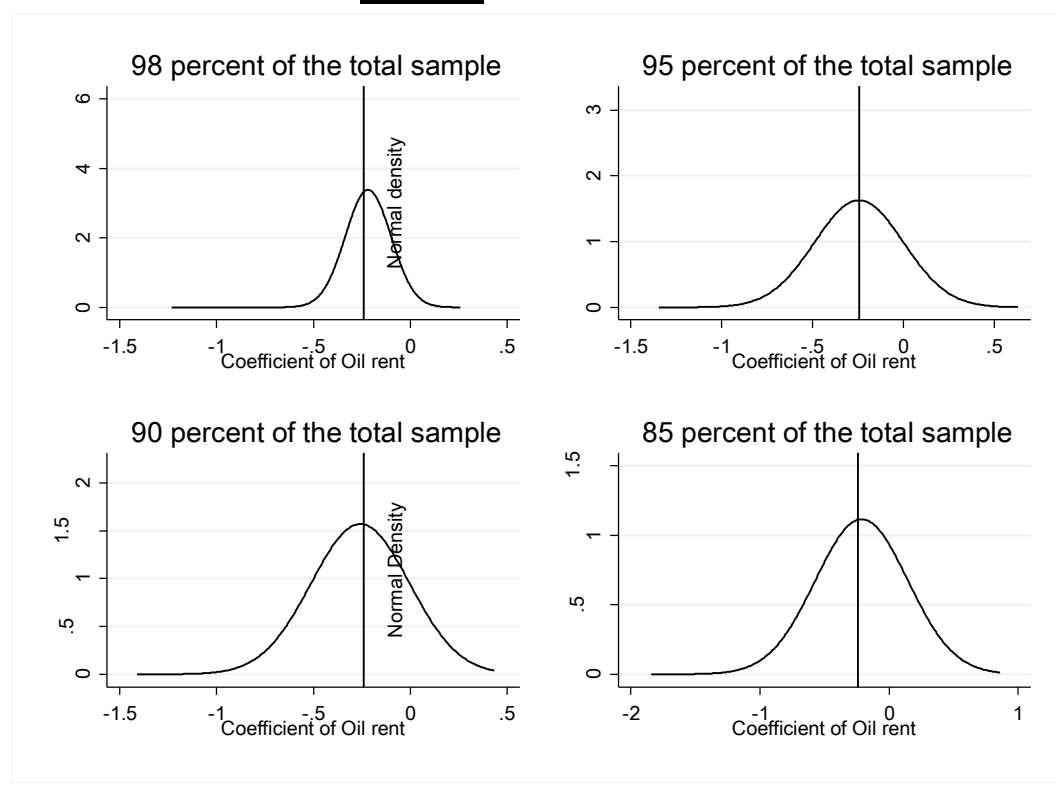 98 percent of the total sample
6
4
2
0
Normal density
-1.5 -1 -.5 0 .5
Coefficient of Oil rent
95 percent of the total sample
3
2
1
0
-1.5 -1 -.5 0 .5
Coefficient of Oil rent
90 percent of the total sample
2
1.5
1
.5
0
Normal Density
-1.5 -1 -.5 0 .5
Coefficient of Oil rent
85 percent of the total sample
1.5
1
.5
0
-2 -1 0 1
Coefficient of Oil rent